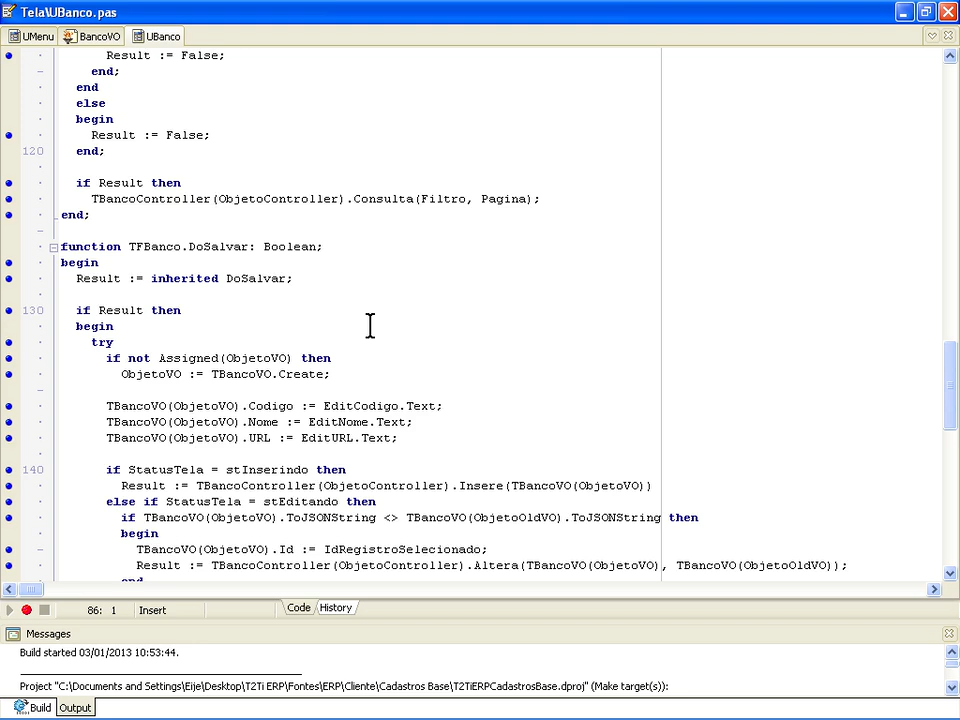 Tela\UBanco.pas
UMenu BancoVO UBanco
Result := False;
end;
end
else
begin
Result := False;
120 end;
if Result then
TBancoController(ObjetoController).Consulta(Filtro, Pagina);
end;
function TFBanco.DoSalvar: Boolean;
begin
Result := inherited DoSalvar;
130 if Result then
begin
try
if not Assigned(ObjetoVO) then
ObjetoVO := TBancoVO.Create;
TBancoVO(ObjetoVO).Codigo := EditCodigo.Text;
TBancoVO(ObjetoVO).Nome := EditNome.Text;
TBancoVO(ObjetoVO).URL := EditURL.Text;
140 if StatusTela = stInserindo then
Result := TBancoController(ObjetoController).Insere(TBancoVO(ObjetoVO))
else if StatusTela = stEditando then
if TBancoVO(ObjetoVO).ToJSONString <> TBancoVO(ObjetoOldVO).ToJSONString then
begin
TBancoVO(ObjetoVO).Id := IdRegistroSelecionado;
Result := TBancoController(ObjetoController).Altera(TBancoVO(ObjetoVO), TBancoVO(ObjetoOldVO));
end
86: 1 Insert Code History
Messages
Build started 03/01/2013 10:53:44.
Project "C:\Documents and Settings\Eije\Desktop\T2Ti ERP\Fontes\ERP\Cliente\Cadastros Base\T2TiERPCadastrosBase.dproj" (Make target(s)):
Build Output